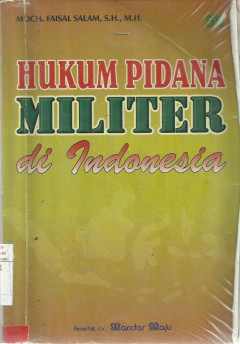 MOCH. FAISAL SALAM, S.H., M.H.
HUKUM PIDANA
MILITER
di Indonesia
Penerbit CV. Mandar Maju